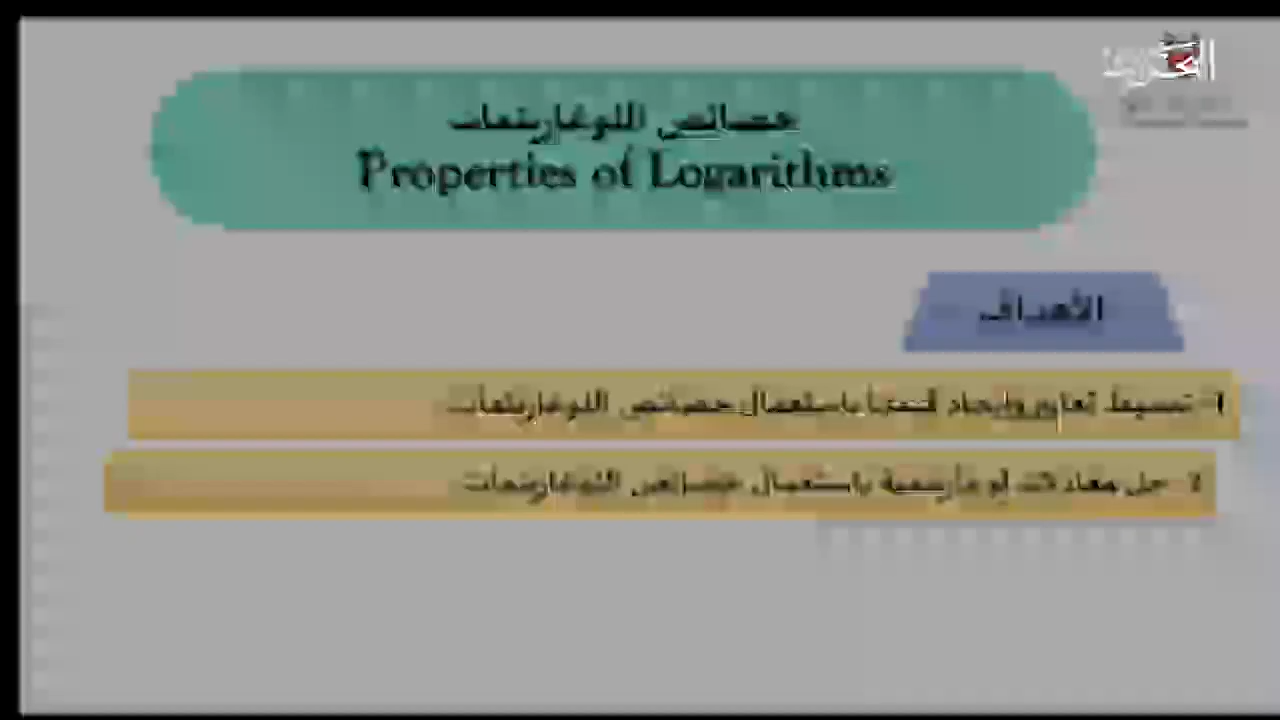 خصائص اللوغاريتمات
Properties of Logarithms
الأهداف
1- تبسيط تعابير وإيجاد قيمتها باستعمال خصائص اللوغاريتمات
2- حل معادلات لوغاريتمية باستعمال خصائص اللوغاريتمات